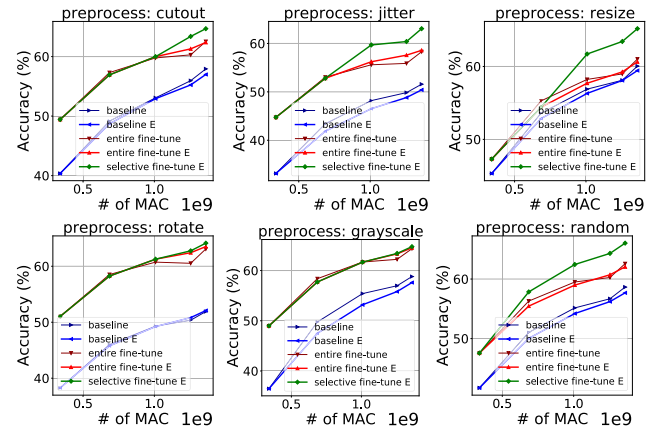 preprocess: cutout
Accuracy (%)
60
50
40
baseline
baseline E
entire fine-tune
entire fine-tune E
selective fine-tune E
0.5
1.0
# of MAC 1e9
preprocess: jitter
Accuracy (%)
60
50
40
baseline
baseline E
entire fine-tune
entire fine-tune E
selective fine-tune E
0.5
1.0
# of MAC 1e9
preprocess: resize
Accuracy (%)
60
50
baseline
baseline E
entire fine-tune
entire fine-tune E
selective fine-tune E
0.5
1.0
# of MAC 1e9
preprocess: rotate
Accuracy (%)
60
50
40
baseline
baseline E
entire fine-tune
entire fine-tune E
selective fine-tune E
0.5
1.0
# of MAC 1e9
preprocess: grayscale
Accuracy (%)
60
50
40
baseline
baseline E
entire fine-tune
entire fine-tune E
selective fine-tune E
0.5
1.0
# of MAC 1e9
preprocess: random
Accuracy (%)
60
50
baseline
baseline E
entire fine-tune
entire fine-tune E
selective fine-tune E
0.5
1.0
# of MAC 1e9